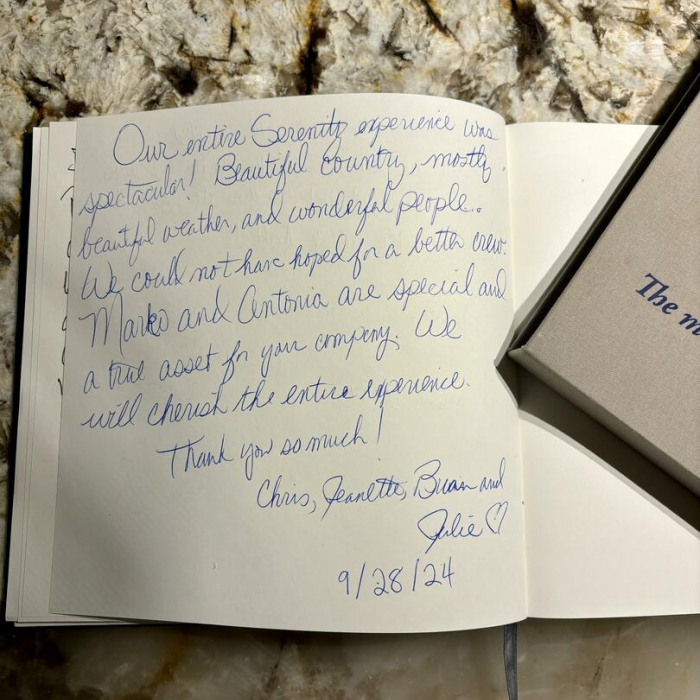 Our entire Serenity experience was
spectacular! Beautiful Country, mostly
beautiful weather, and wonderful people..
We could not have hoped for a better crew.
Marko and Antonia are special and
a true asset for your company. We
will cherish the entire experience.
Thank you so much!
Chris, Jeanette, Brian and
Julie ♡
9/28/24
The m